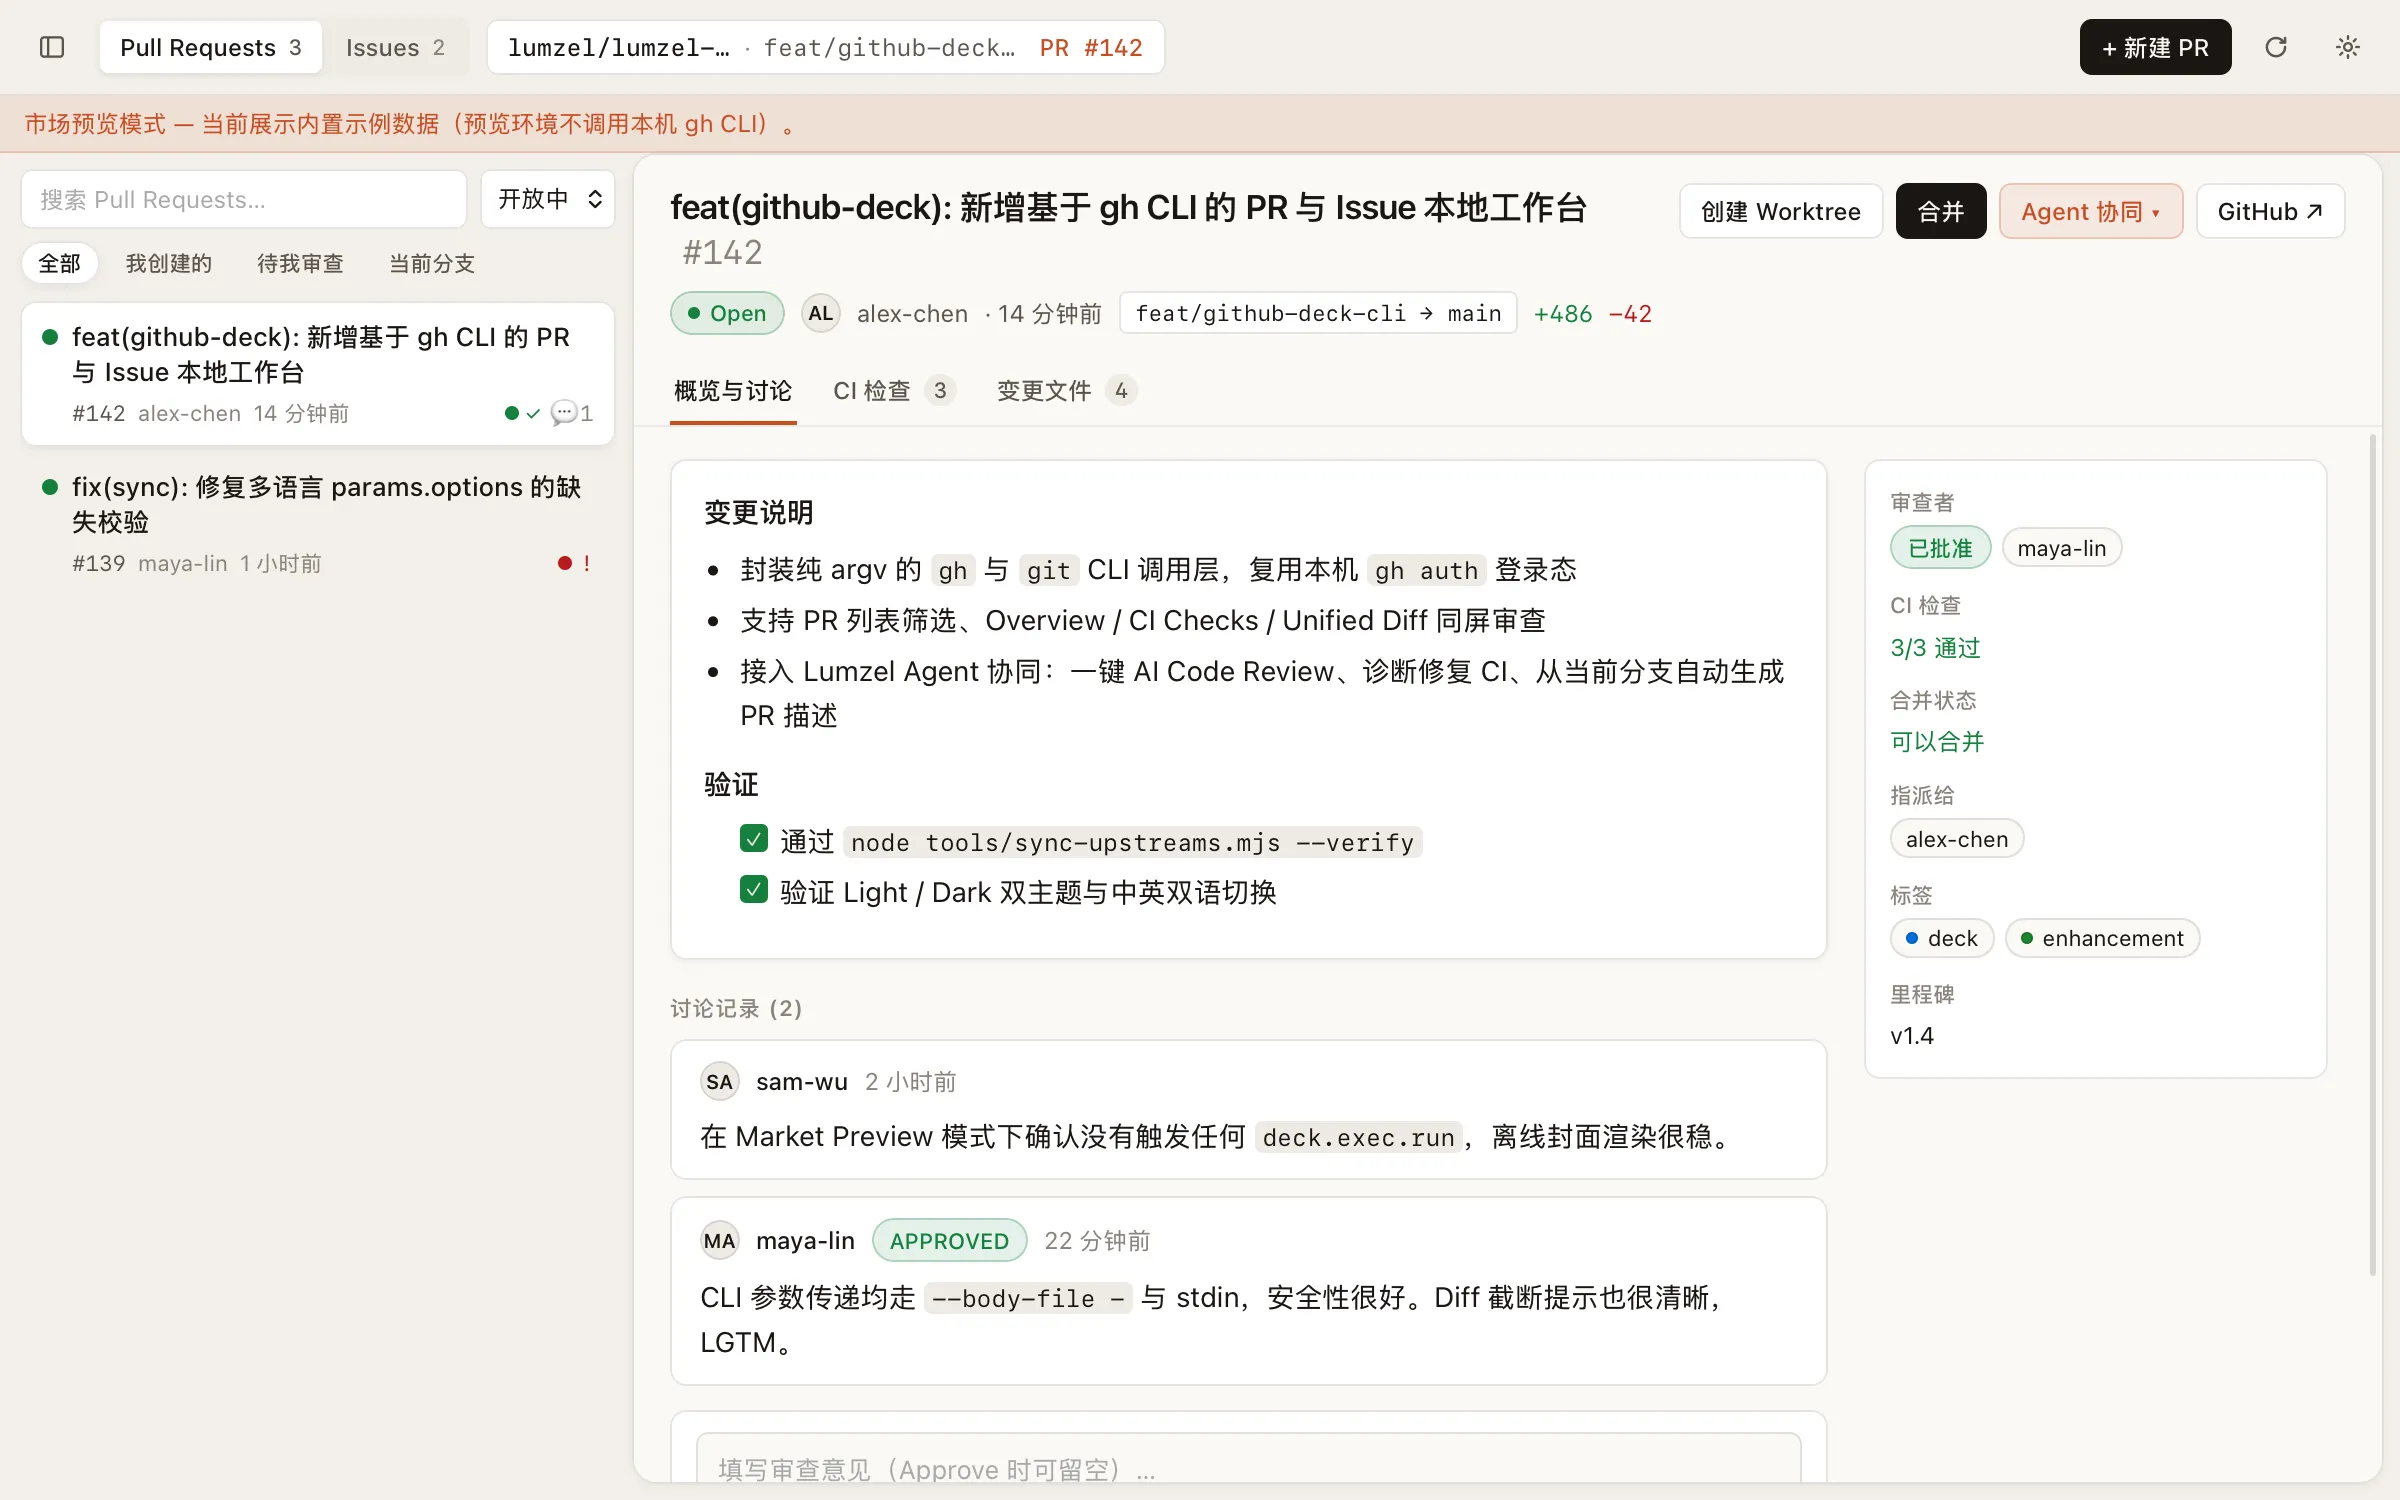 Pull Requests 3
Issues 2
lumzel/lumzel-… · feat/github-deck… PR #142
+ 新建 PR
市场预览模式 — 当前展示内置示例数据（预览环境不调用本机 gh CLI）。
搜索 Pull Requests…
开放中
全部 我创建的 待我审查 当前分支
feat(github-deck): 新增基于 gh CLI 的 PR
与 Issue 本地工作台
#142 alex-chen 14 分钟前
1
fix(sync): 修复多语言 params.options 的缺
失校验
#139 maya-lin 1 小时前
!
feat(github-deck): 新增基于 gh CLI 的 PR 与 Issue 本地工作台
#142
创建 Worktree
合并
Agent 协同
GitHub ↗
Open
AL alex-chen · 14 分钟前
feat/github-deck-cli → main
+486 −42
概览与讨论
CI 检查 3
变更文件 4
变更说明
• 封装纯 argv 的 gh 与 git CLI 调用层，复用本机 gh auth 登录态
• 支持 PR 列表筛选、Overview / CI Checks / Unified Diff 同屏审查
• 接入 Lumzel Agent 协同：一键 AI Code Review、诊断修复 CI、从当前分支自动生成
PR 描述
验证
通过 node tools/sync-upstreams.mjs --verify
验证 Light / Dark 双主题与中英双语切换
讨论记录 (2)
SA sam-wu 2 小时前
在 Market Preview 模式下确认没有触发任何 deck.exec.run，离线封面渲染很稳。
MA maya-lin APPROVED 22 分钟前
CLI 参数传递均走 --body-file - 与 stdin，安全性很好。Diff 截断提示也很清晰，
LGTM。
填写审查意见（Approve 时可留空）…
审查者
已批准 maya-lin
CI 检查
3/3 通过
合并状态
可以合并
指派给
alex-chen
标签
deck enhancement
里程碑
v1.4